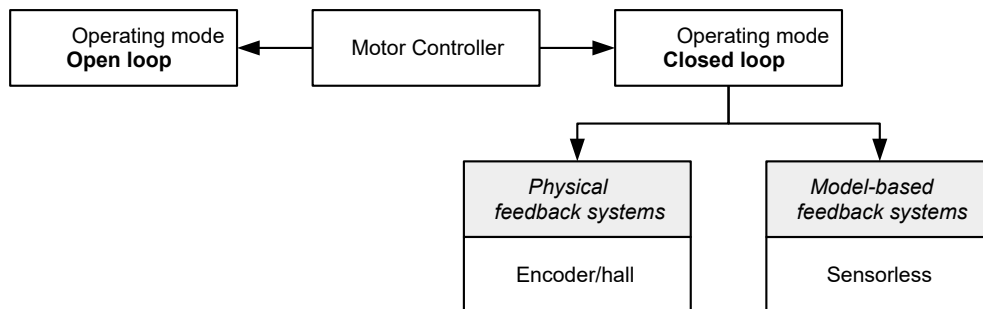 Operating mode
Open loop
Motor Controller
Operating mode
Closed loop
Physical
feedback systems
Model-based
feedback systems
Encoder/hall
Sensorless